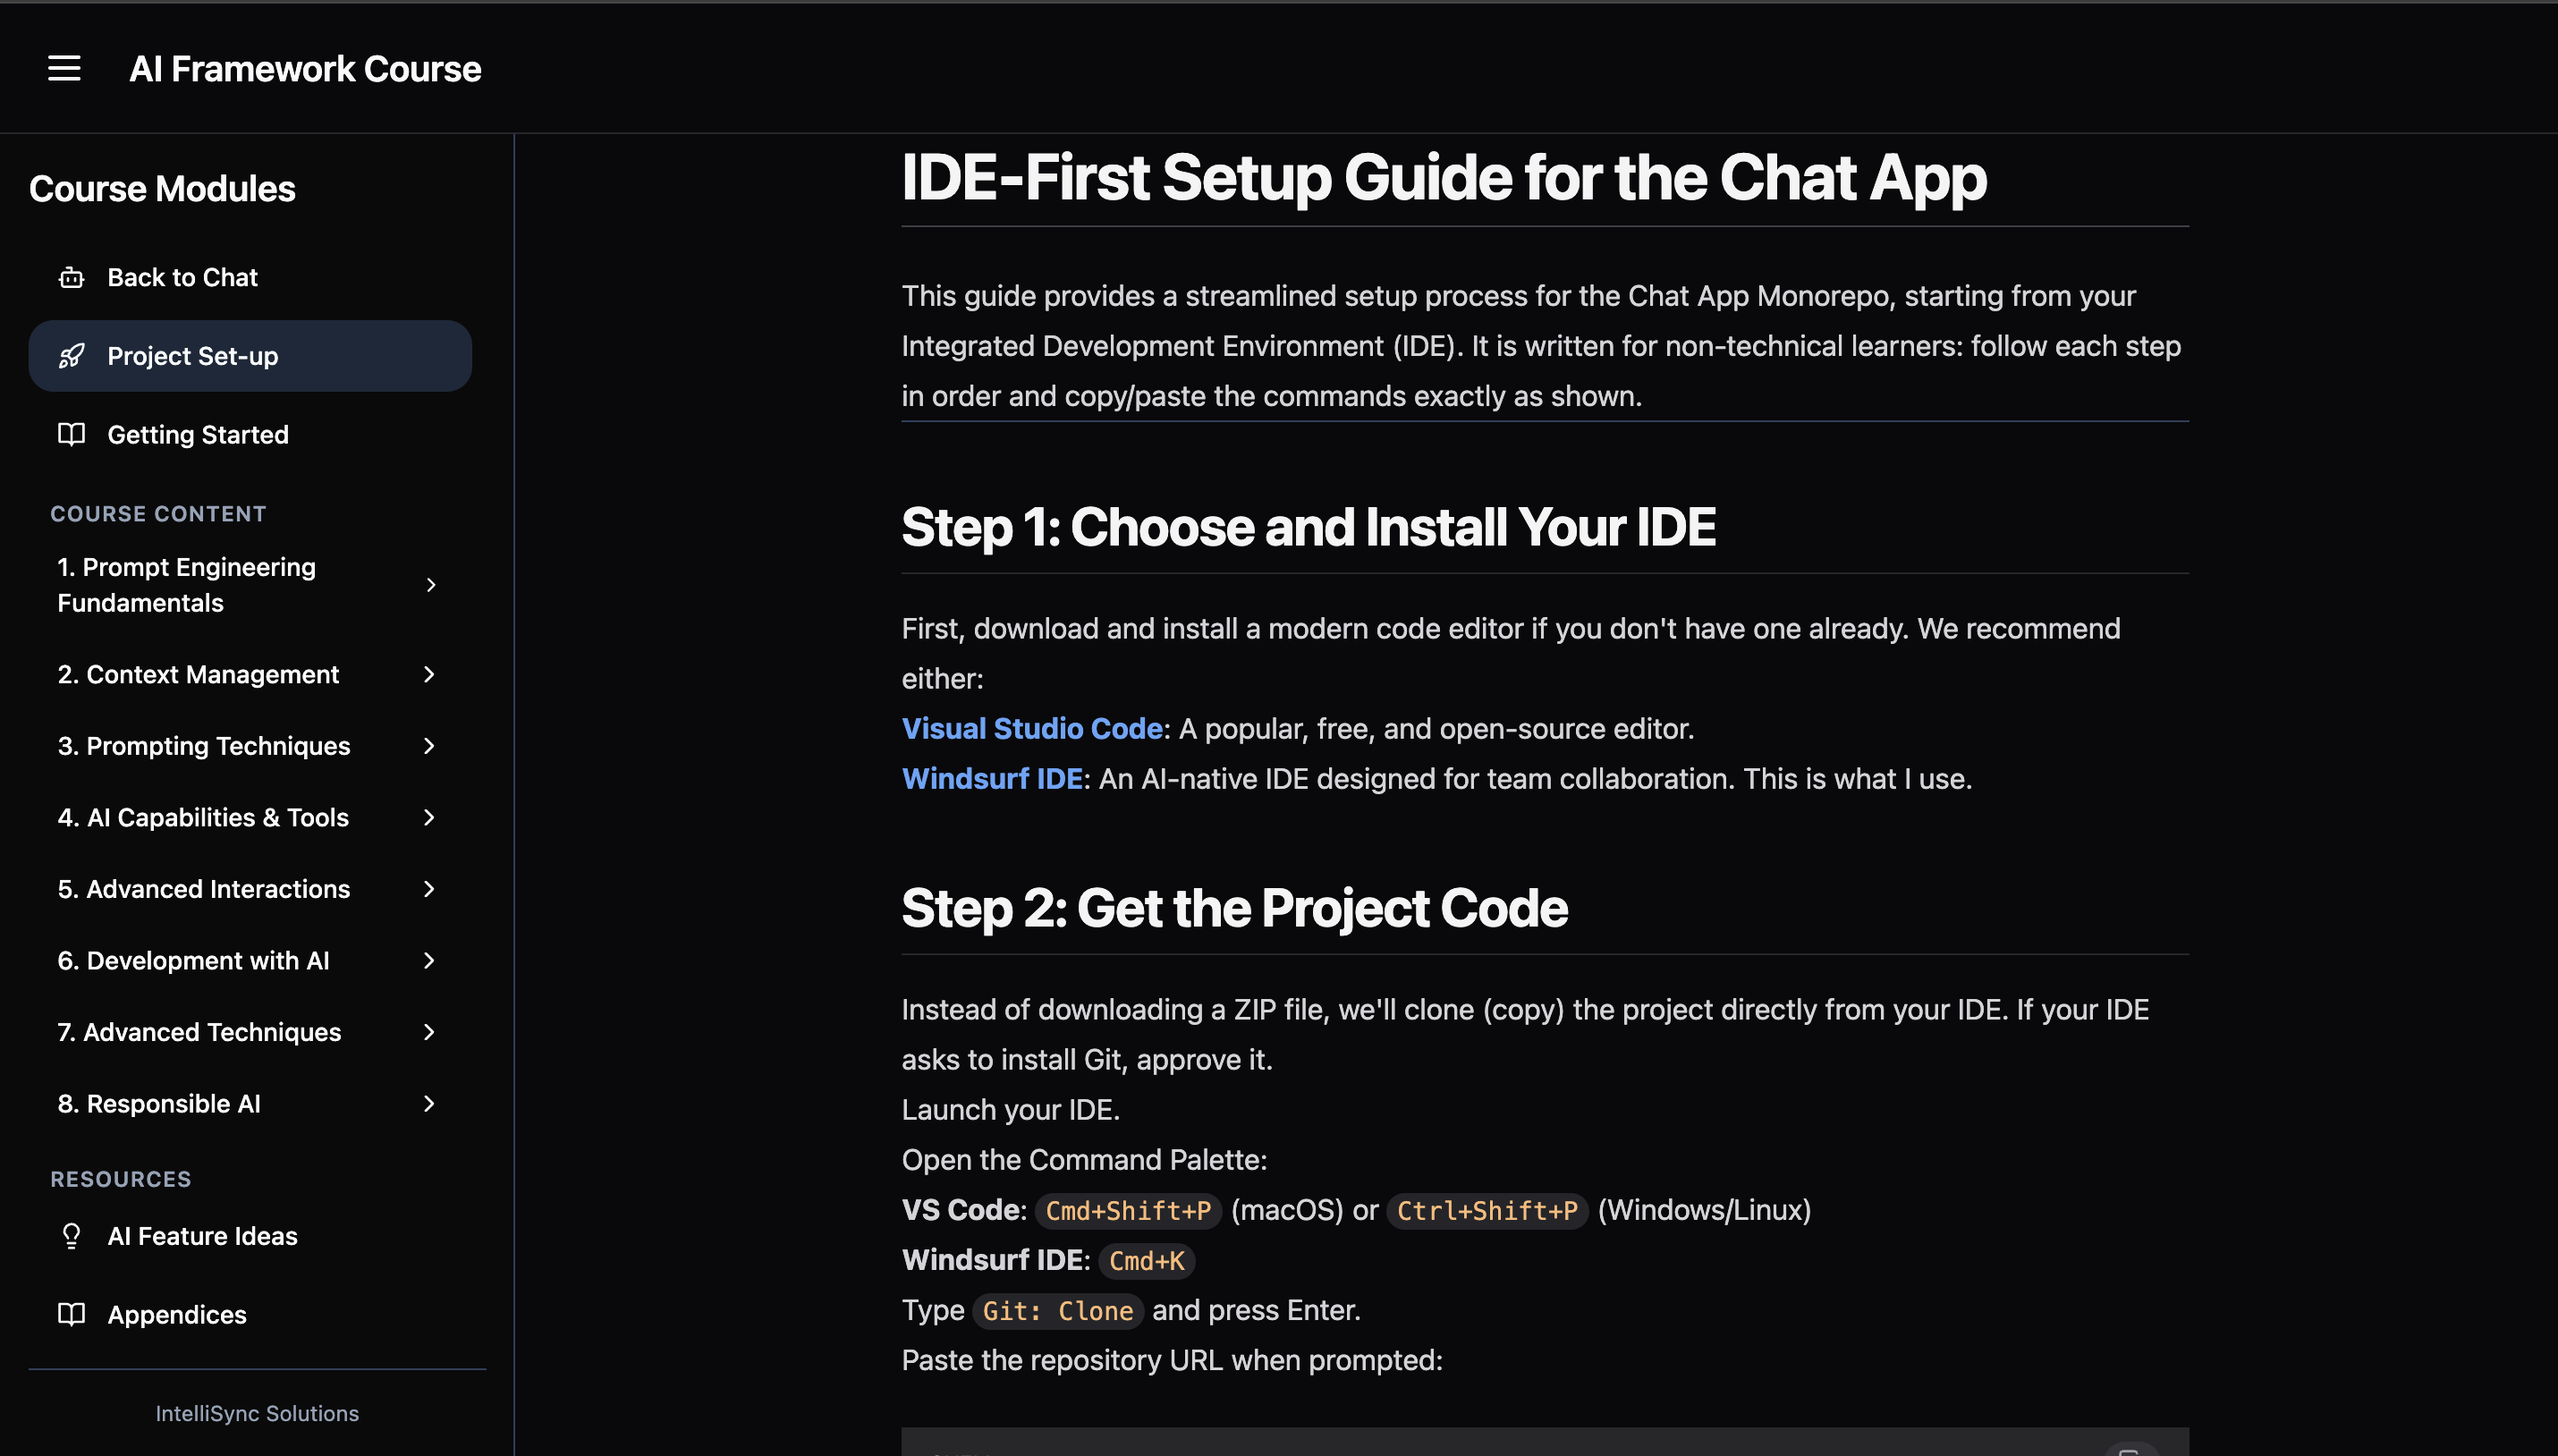 AI Framework Course
Course Modules
Back to Chat
Project Set-up
Getting Started
COURSE CONTENT
1. Prompt Engineering
Fundamentals
2. Context Management
3. Prompting Techniques
4. AI Capabilities & Tools
5. Advanced Interactions
6. Development with AI
7. Advanced Techniques
8. Responsible AI
RESOURCES
AI Feature Ideas
Appendices
IntelliSync Solutions
IDE-First Setup Guide for the Chat App
This guide provides a streamlined setup process for the Chat App Monorepo, starting from your
Integrated Development Environment (IDE). It is written for non-technical learners: follow each step
in order and copy/paste the commands exactly as shown.
Step 1: Choose and Install Your IDE
First, download and install a modern code editor if you don't have one already. We recommend
either:
Visual Studio Code: A popular, free, and open-source editor.
Windsurf IDE: An AI-native IDE designed for team collaboration. This is what I use.
Step 2: Get the Project Code
Instead of downloading a ZIP file, we'll clone (copy) the project directly from your IDE. If your IDE
asks to install Git, approve it.
Launch your IDE.
Open the Command Palette:
VS Code: Cmd+Shift+P (macOS) or Ctrl+Shift+P (Windows/Linux)
Windsurf IDE: Cmd+K
Type Git: Clone and press Enter.
Paste the repository URL when prompted: